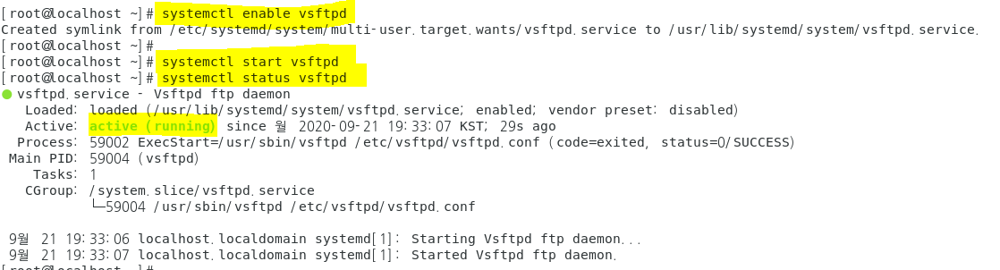 [root@localhost ~]# systemctl enable vsftpd
Created symlink from /etc/systemd/system/multi-user.target.wants/vsftpd.service to /usr/lib/systemd/system/vsftpd.service.
[root@localhost ~]#
[root@localhost ~]# systemctl start vsftpd
[root@localhost ~]# systemctl status vsftpd
● vsftpd.service - Vsftpd ftp daemon
Loaded: loaded (/usr/lib/systemd/system/vsftpd.service; enabled; vendor preset: disabled)
Active: active (running) since 월 2020-09-21 19:33:07 KST; 29s ago
Process: 59002 ExecStart=/usr/sbin/vsftpd /etc/vsftpd/vsftpd.conf (code=exited, status=0/SUCCESS)
Main PID: 59004 (vsftpd)
Tasks: 1
CGroup: /system.slice/vsftpd.service
└─59004 /usr/sbin/vsftpd /etc/vsftpd/vsftpd.conf
9월 21 19:33:06 localhost.localdomain systemd[1]: Starting Vsftpd ftp daemon...
9월 21 19:33:07 localhost.localdomain systemd[1]: Started Vsftpd ftp daemon.
[root@localhost ~]#